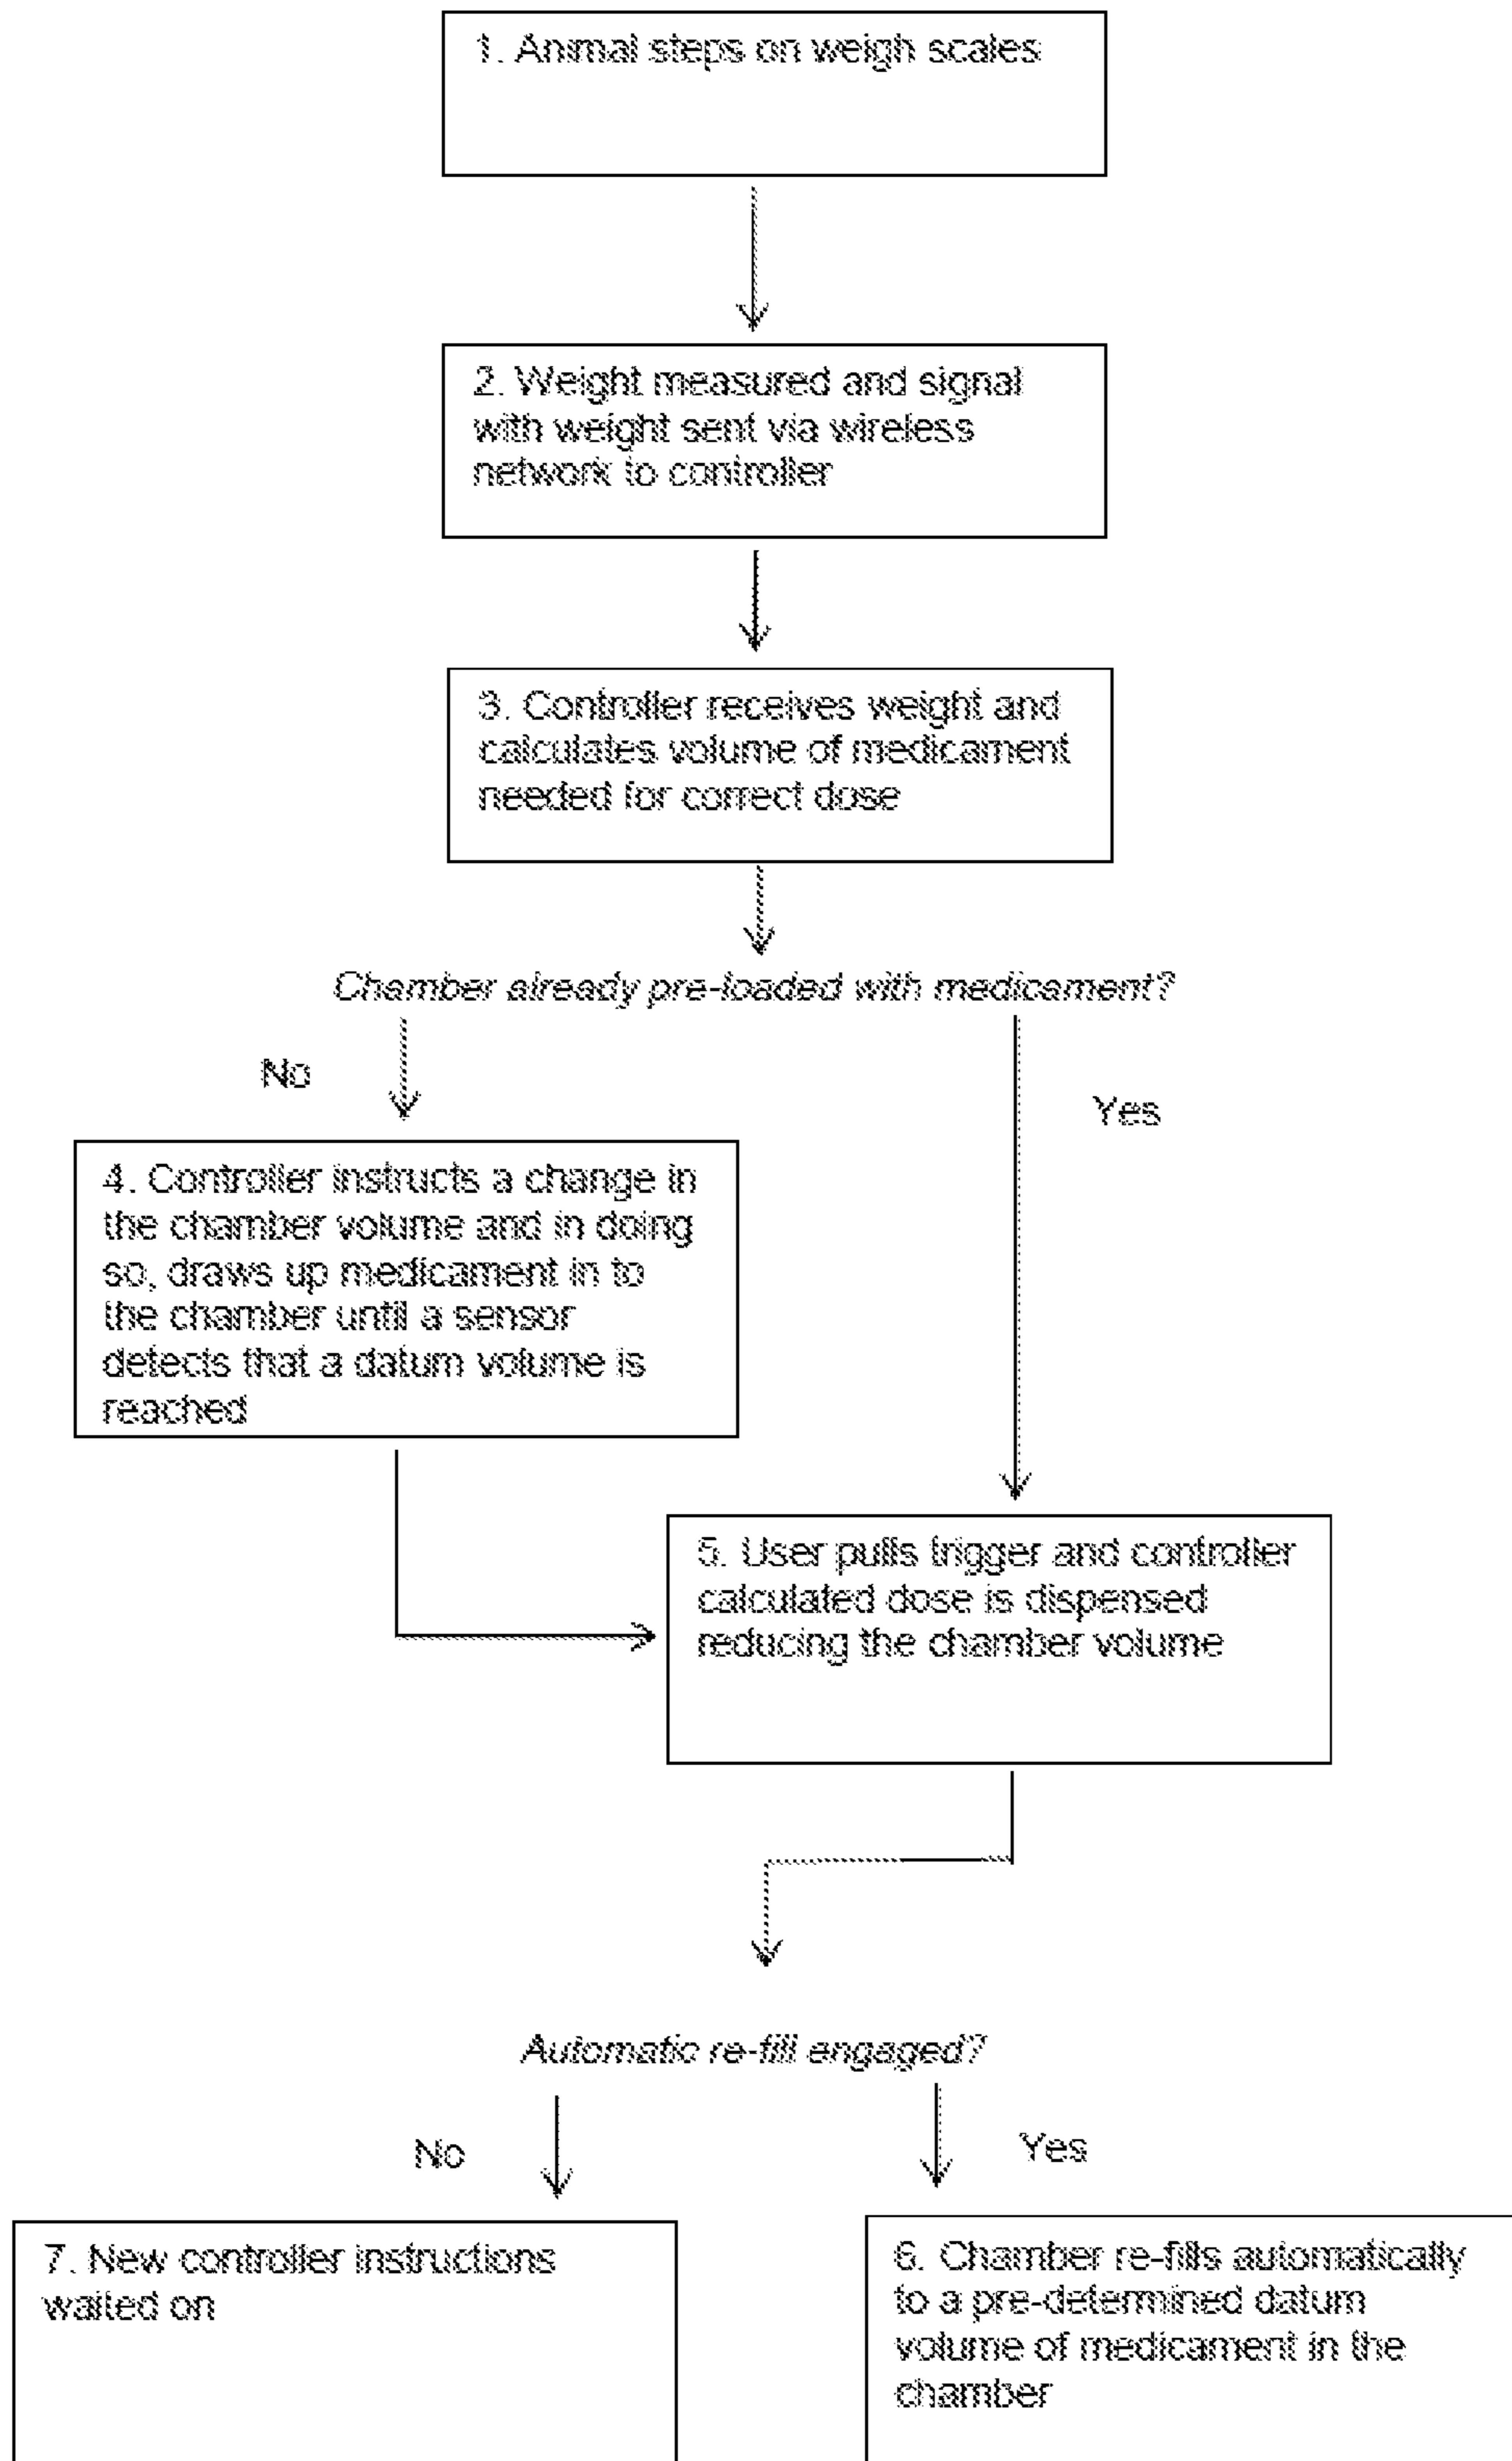 1. Animal steps on weigh scales
2. Weight measured and signal
with weight sent via wireless
network to controller
3. Controller receives weight and
calculates volume of medicament
needed for correct dose
Chamber already pre-loaded with medicament?
No
Yes
4. Controller instructs a change in
the chamber volume and in doing
so, draws up medicament in to
the chamber until a sensor
detects that a datum volume is
reached
5. User pulls trigger and controller
calculated dose is dispensed
reducing the chamber volume
Automatic re-fill engaged?
No
Yes
7. New controller instructions
waited on
6. Chamber re-fills automatically
to a pre-determined datum
volume of medicament in the
chamber